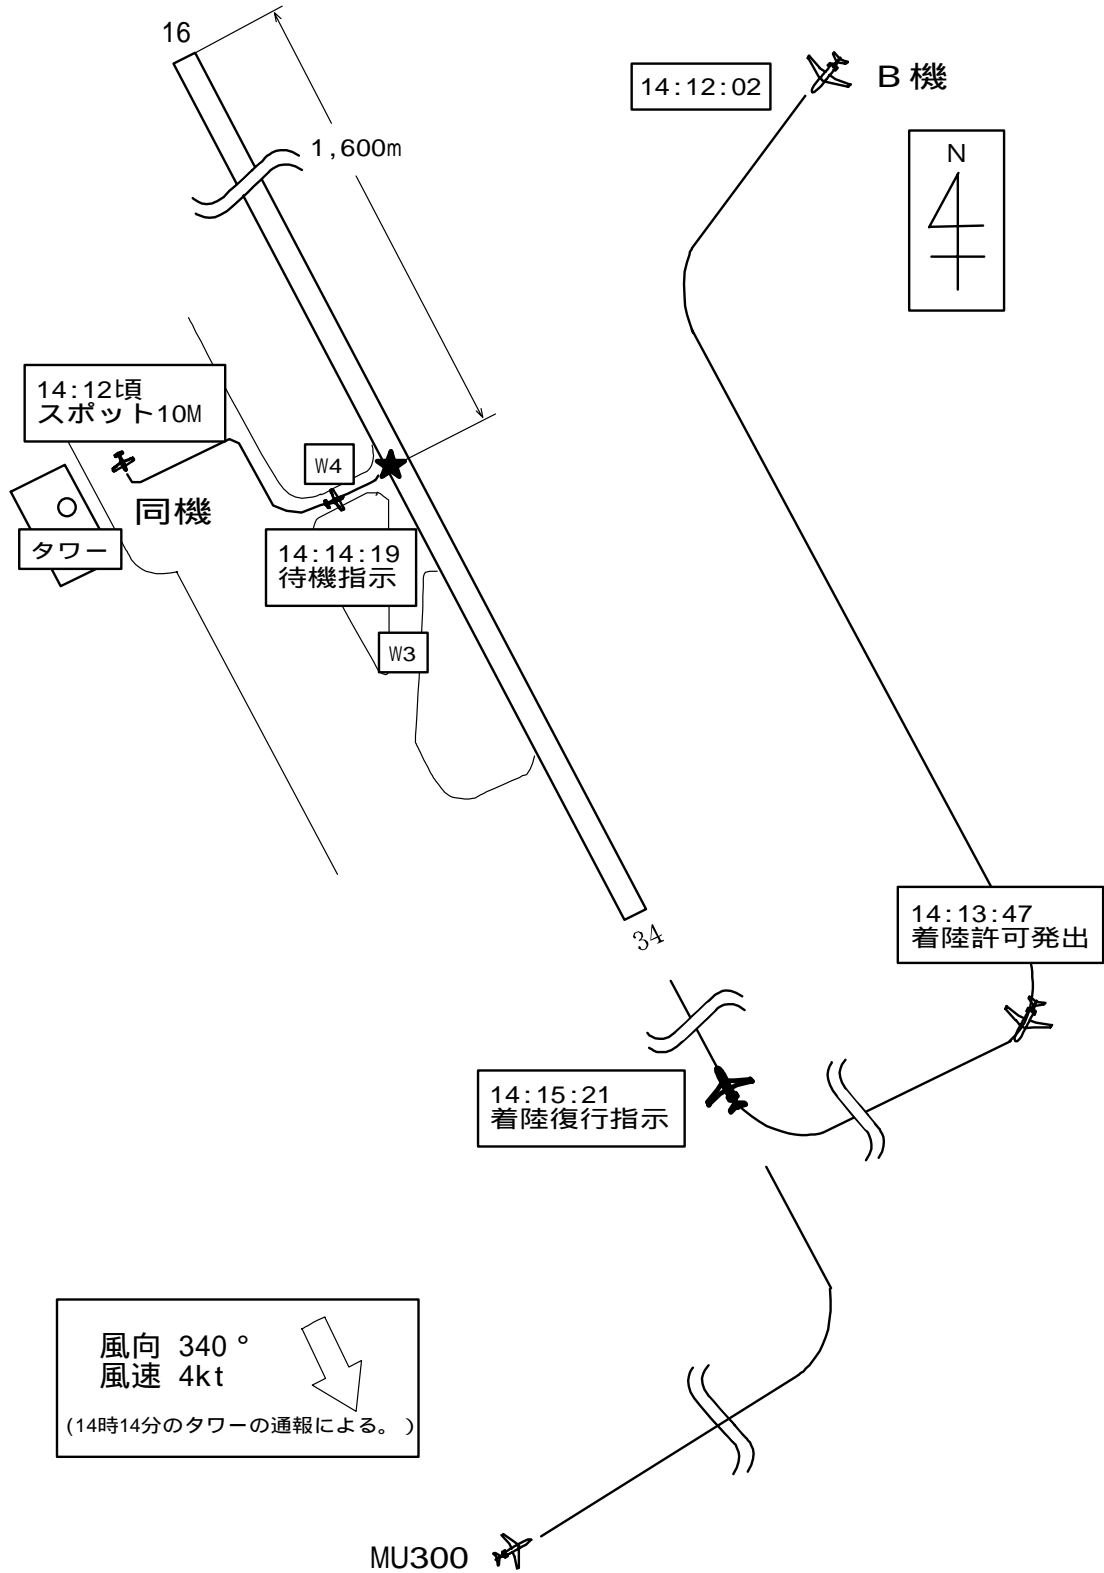 16
14:12:02
B機
1,600m
N
14:12頃
スポット10M
W4
同機
タワー
14:14:19
待機指示
W3
14:13:47
着陸許可発出
34
14:15:21
着陸復行指示
風向 340°
風速 4kt
(14時14分のタワーの通報による。)
MU300